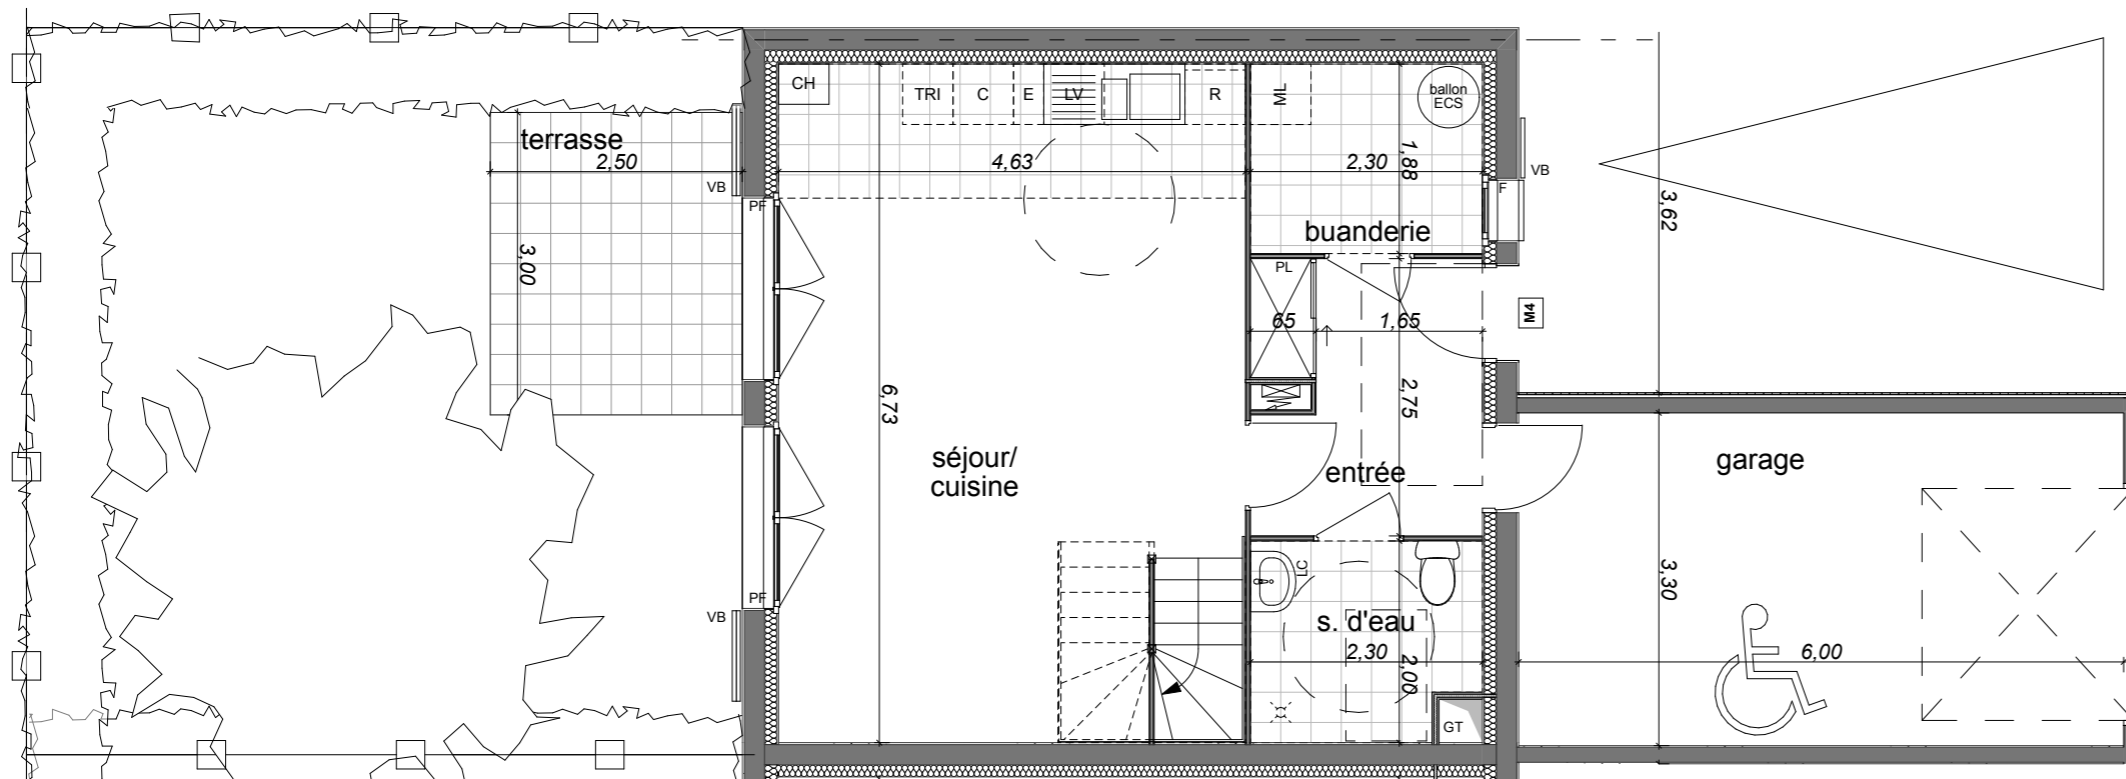 CH
TRI
C
E
LV
R
ML
ballon
ECS
terrasse
2,50
4,63
2,30
1,88
VB
VB
F
PF
3,62
buanderie
3,00
PL
M4
65
1,65
6,73
2,75
séjour/
cuisine
entrée
garage
LC
3,30
PF
VB
s. d'eau
2,30
2,00
6,00
GT